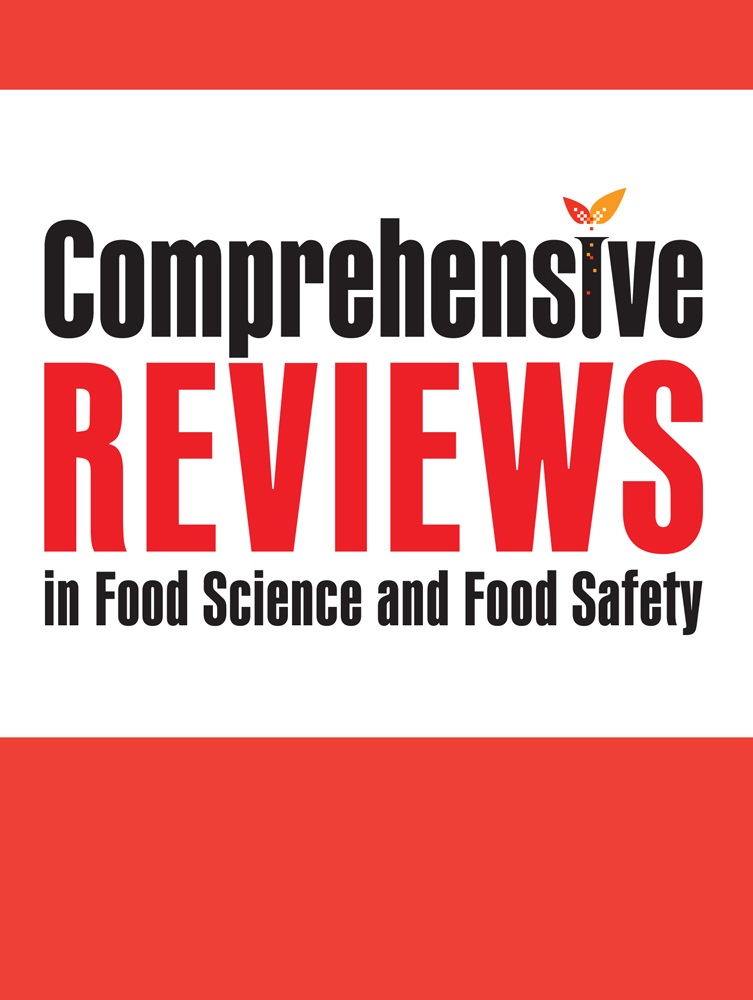 Comprehensive
REVIEWS
in Food Science and Food Safety